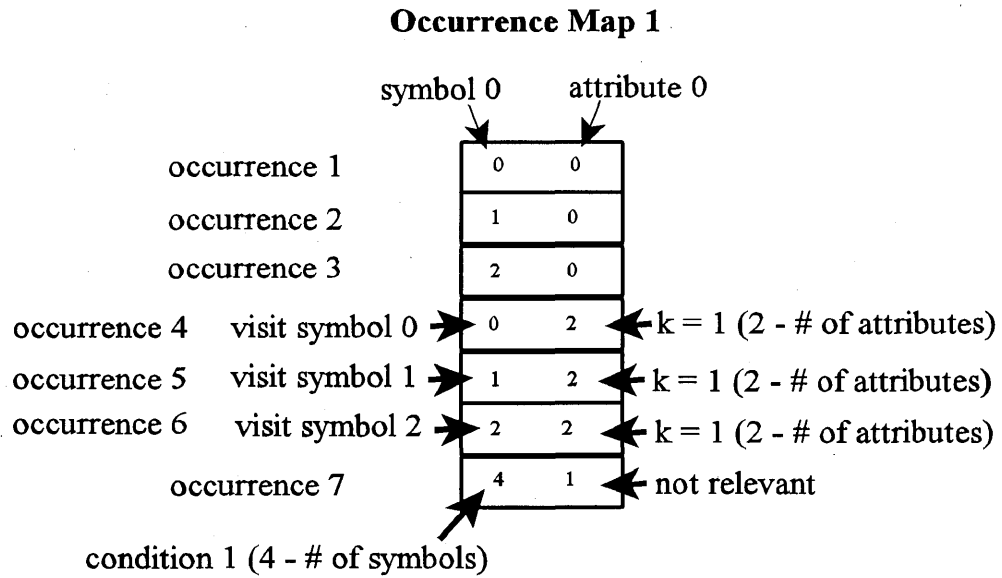 Occurrence Map 1
symbol 0 attribute 0
occurrence 1 0 0
occurrence 2 1 0
occurrence 3 2 0
occurrence 4 visit symbol 0 0 2 k = 1 (2 - # of attributes)
occurrence 5 visit symbol 1 1 2 k = 1 (2 - # of attributes)
occurrence 6 visit symbol 2 2 2 k = 1 (2 - # of attributes)
occurrence 7 4 1 not relevant
condition 1 (4 - # of symbols)